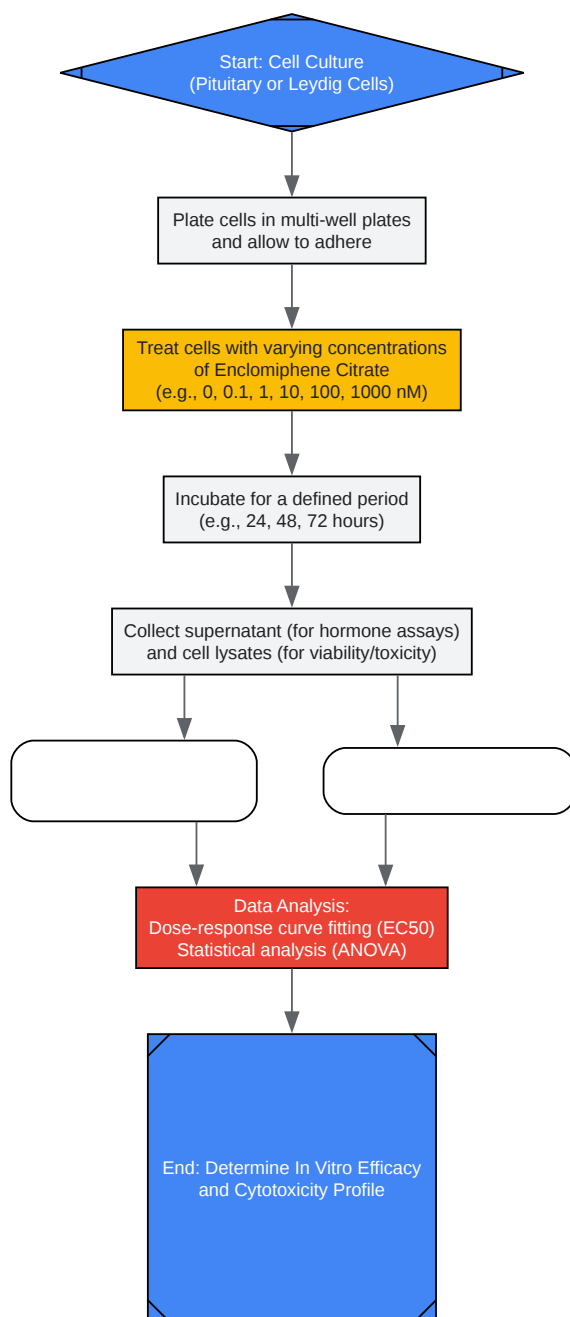 Start: Cell Culture
(Pituitary or Leydig Cells)
Plate cells in multi-well plates
and allow to adhere
Treat cells with varying concentrations
of Enclomiphene Citrate
(e.g., 0, 0.1, 1, 10, 100, 1000 nM)
Incubate for a defined period
(e.g., 24, 48, 72 hours)
Collect supernatant (for hormone assays)
and cell lysates (for viability/toxicity)
Data Analysis:
Dose-response curve fitting (EC50)
Statistical analysis (ANOVA)
End: Determine In Vitro Efficacy
and Cytotoxicity Profile